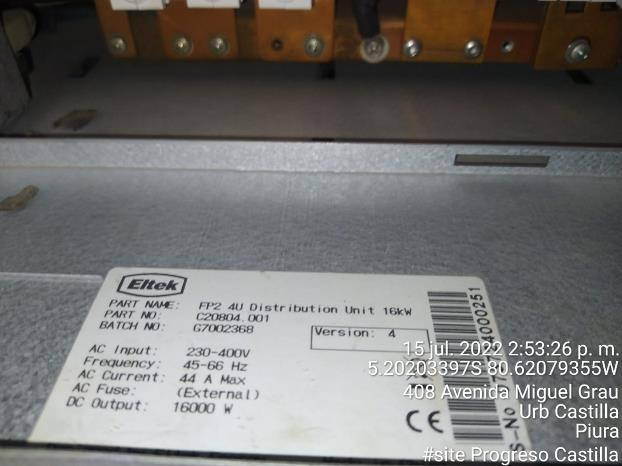 Eltek
PART NAME: FP2 4U Distribution Unit 16kW
PART NO: C20804.001
BATCH NO: G7002368
Version: 4
AC Input: 230-400V
Frequency: 45-66 Hz
AC Current: 44 A Max
AC Fuse: (External)
DC Output: 16000 W
CE
S-No
000251
15 jul. 2022 2:53:26 p. m.
5.20203397S 80.62079355W
408 Avenida Miguel Grau
Urb Castilla
Piura
#site Progreso Castilla